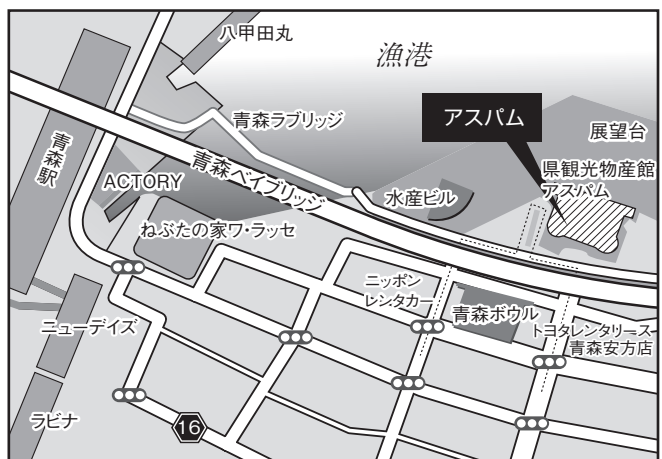 八甲田丸
漁港
青森ラブリッジ
アスパム
展望台
青森駅
県観光物産館
アスパム
ACTORY
青森ベイブリッジ
水産ビル
ねぶたの家ワ・ラッセ
ニッポン
レンタカー
青森ボウル
ニューデイズ
トヨタレンタリース
青森安方店
ラビナ
16